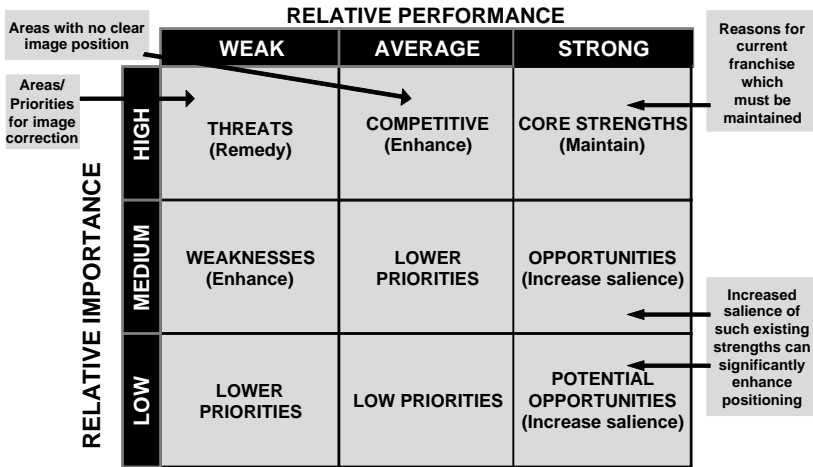 RELATIVE PERFORMANCE
Areas with no clear
image position
WEAK
AVERAGE
STRONG
Reasons for
current
franchise
which
must be
maintained
Areas/
Priorities
for image
correction
RELATIVE IMPORTANCE
HIGH
THREATS
(Remedy)
COMPETITIVE
(Enhance)
CORE STRENGTHS
(Maintain)
MEDIUM
WEAKNESSES
(Enhance)
LOWER
PRIORITIES
OPPORTUNITIES
(Increase salience)
Increased
salience of
such existing
strengths can
significantly
enhance
positioning
LOW
LOWER
PRIORITIES
LOW PRIORITIES
POTENTIAL
OPPORTUNITIES
(Increase salience)